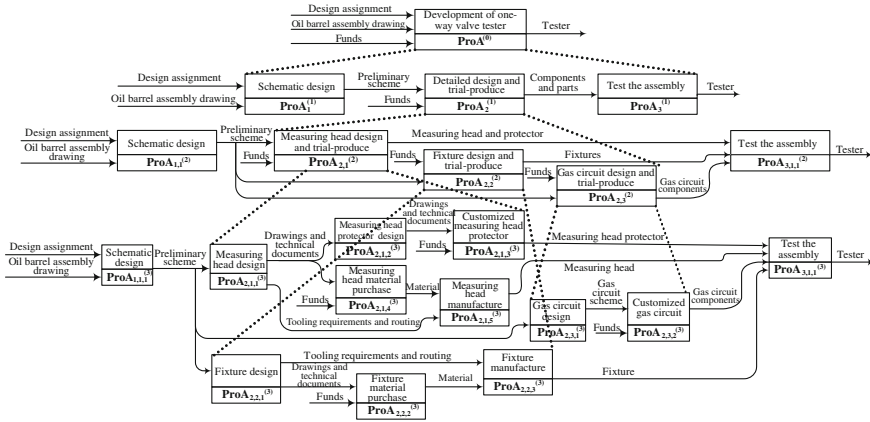 Design assignment
Oil barrel assembly drawing
Funds
Development of one-
way valve tester
ProA(0)
Tester
Design assignment
Oil barrel assembly drawing
Schematic design
ProA1(1)
Preliminary
scheme
Funds
Detailed design and
trial-produce
ProA2(1)
Components
and parts
Test the assembly
ProA3(1)
Tester
Design assignment
Oil barrel assembly
drawing
Schematic design
ProA1,1(2)
Preliminary
scheme
Funds
Measuring head design
and trial-produce
ProA2,1(2)
Measuring head and protector
Funds
Fixture design and
trial-produce
ProA2,2(2)
Fixtures
Funds
Gas circuit design and
trial-produce
ProA2,3(2)
Gas circuit
components
Test the assembly
ProA3,1,1(2)
Tester
Design assignment
Oil barrel assembly
drawing
Schematic
design
ProA1,1,1(3)
Preliminary
scheme
Measuring
head design
ProA2,1,1(3)
Drawings and
technical
documents
Measuring head
protector design
ProA2,1,2(3)
Drawings
and technical
documents
Funds
Customized
measuring head
protector
ProA2,1,3(3)
Measuring head protector
Funds
Measuring
head material
purchase
ProA2,1,4(3)
Material
Tooling requirements and routing
Measuring
head
manufacture
ProA2,1,5(3)
Measuring head
Gas circuit
design
ProA2,3,1(3)
Gas
circuit
scheme
Funds
Customized
gas circuit
ProA2,3,2(3)
Gas circuit
components
Test the
assembly
ProA3,1,1(3)
Tester
Fixture design
ProA2,2,1(3)
Tooling requirements and routing
Drawings and
technical
documents
Funds
Fixture
material
purchase
ProA2,2,2(3)
Material
Fixture
manufacture
ProA2,2,3(3)
Fixture